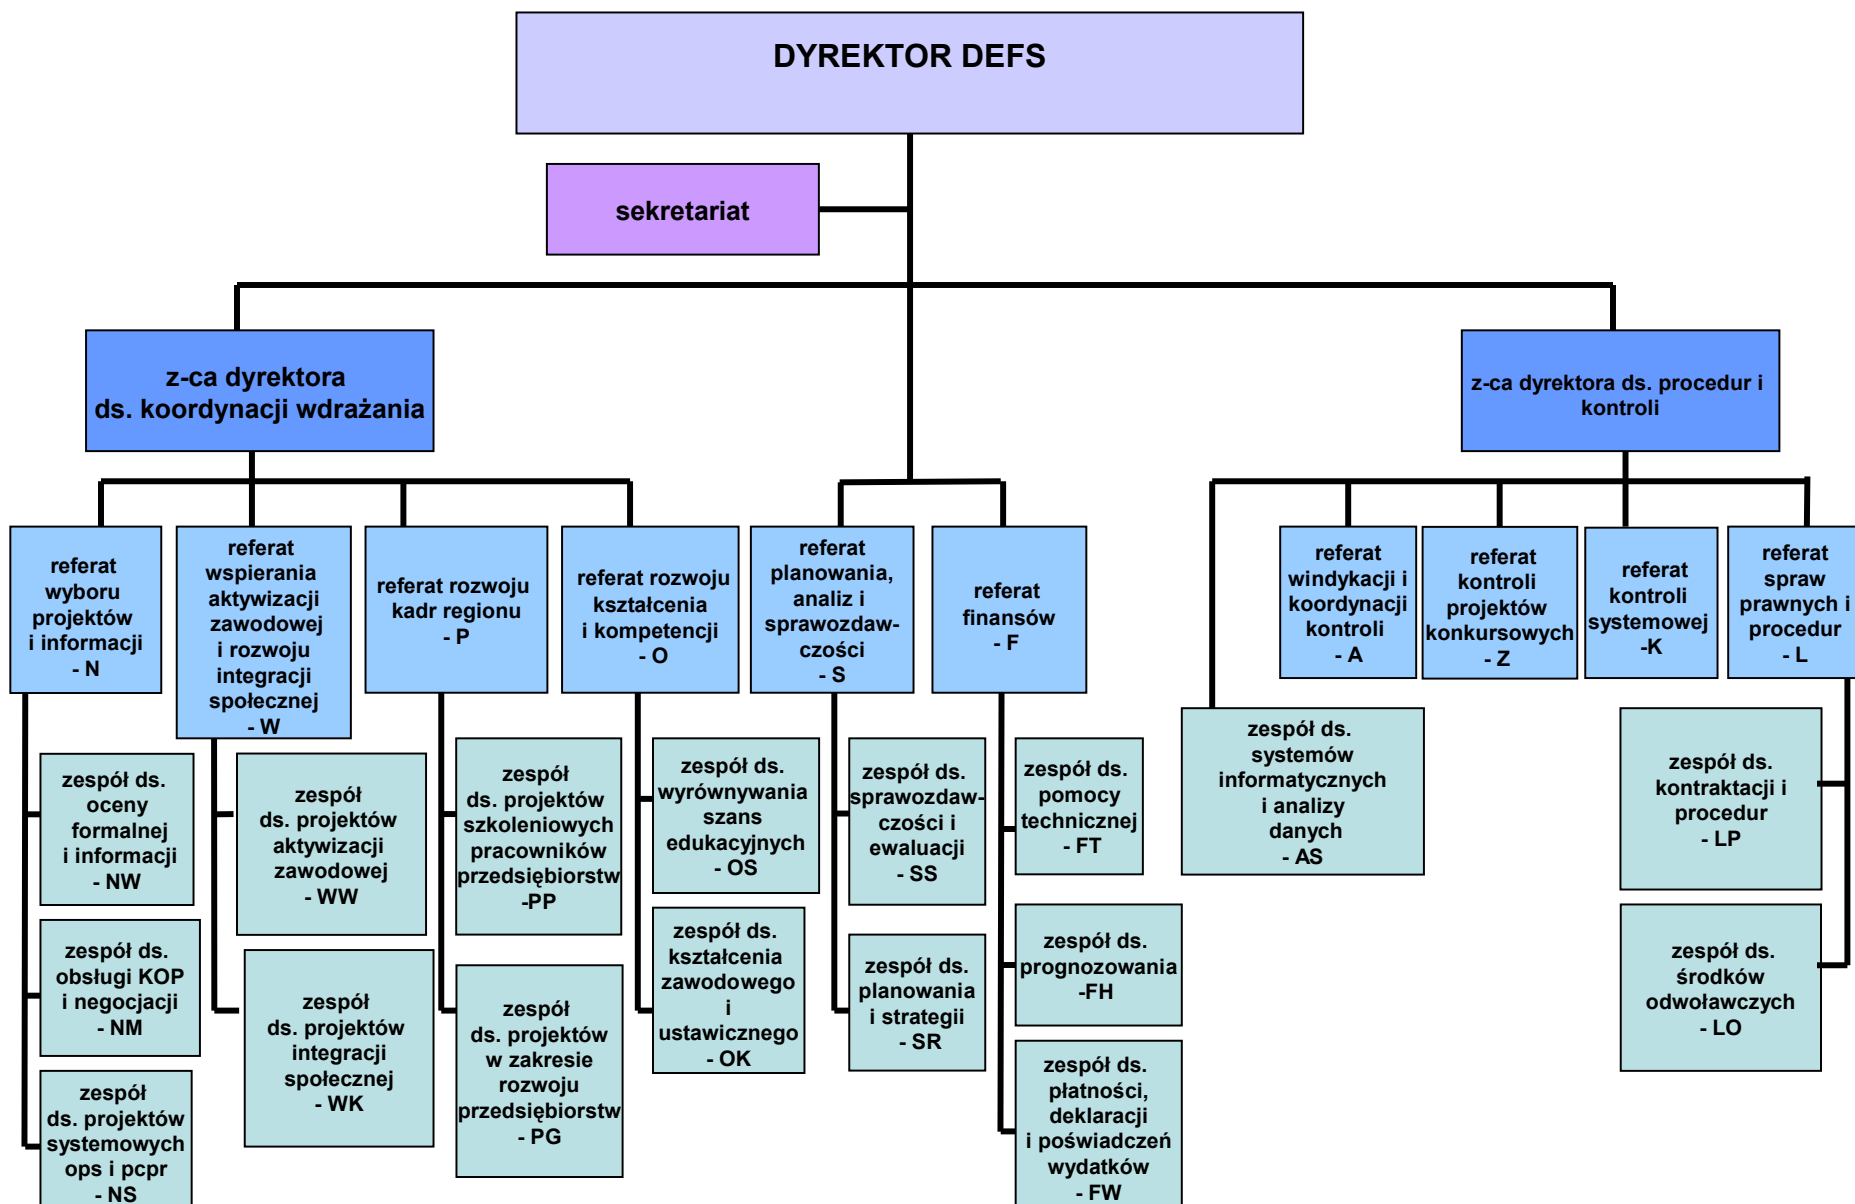 DYREKTOR DEFS
sekretariat
z-ca dyrektora
ds. koordynacji wdrażania
z-ca dyrektora ds. procedur i
kontroli
referat
wyboru
projektów
i informacji
- N
referat
wspierania
aktywizacji
zawodowej
i rozwoju
integracji
społecznej
- W
referat rozwoju
kadr regionu
- P
referat rozwoju
kształcenia
i kompetencji
- O
referat
planowania,
analiz i
sprawozdaw-
czości
- S
referat
finansów
- F
referat
windykacji i
koordynacji
kontroli
- A
referat
kontroli
projektów
konkursowych
- Z
referat
kontroli
systemowej
-K
referat
spraw
prawnych i
procedur
- L
zespół ds.
oceny
formalnej
i informacji
- NW
zespół ds.
obsługi KOP
i negocjacji
- NM
zespół
ds. projektów
systemowych
ops i pcpr
- NS
zespół
ds. projektów
aktywizacji
zawodowej
- WW
zespół
ds. projektów
integracji
społecznej
- WK
zespół
ds. projektów
szkoleniowych
pracowników
przedsiębiorstw
-PP
zespół
ds. projektów
w zakresie
rozwoju
przedsiębiorstw
- PG
zespół ds.
wyrównywania
szans
edukacyjnych
- OS
zespół ds.
kształcenia
zawodowego
i
ustawicznego
- OK
zespół ds.
sprawozdaw-
czości i
ewaluacji
- SS
zespół ds.
planowania
i strategii
- SR
zespół ds.
pomocy
technicznej
- FT
zespół ds.
prognozowania
-FH
zespół ds.
płatności,
deklaracji
i poświadczeń
wydatków
- FW
zespół ds.
systemów
informatycznych
i analizy
danych
- AS
zespół ds.
kontraktacji i
procedur
- LP
zespół ds.
środków
odwoławczych
- LO